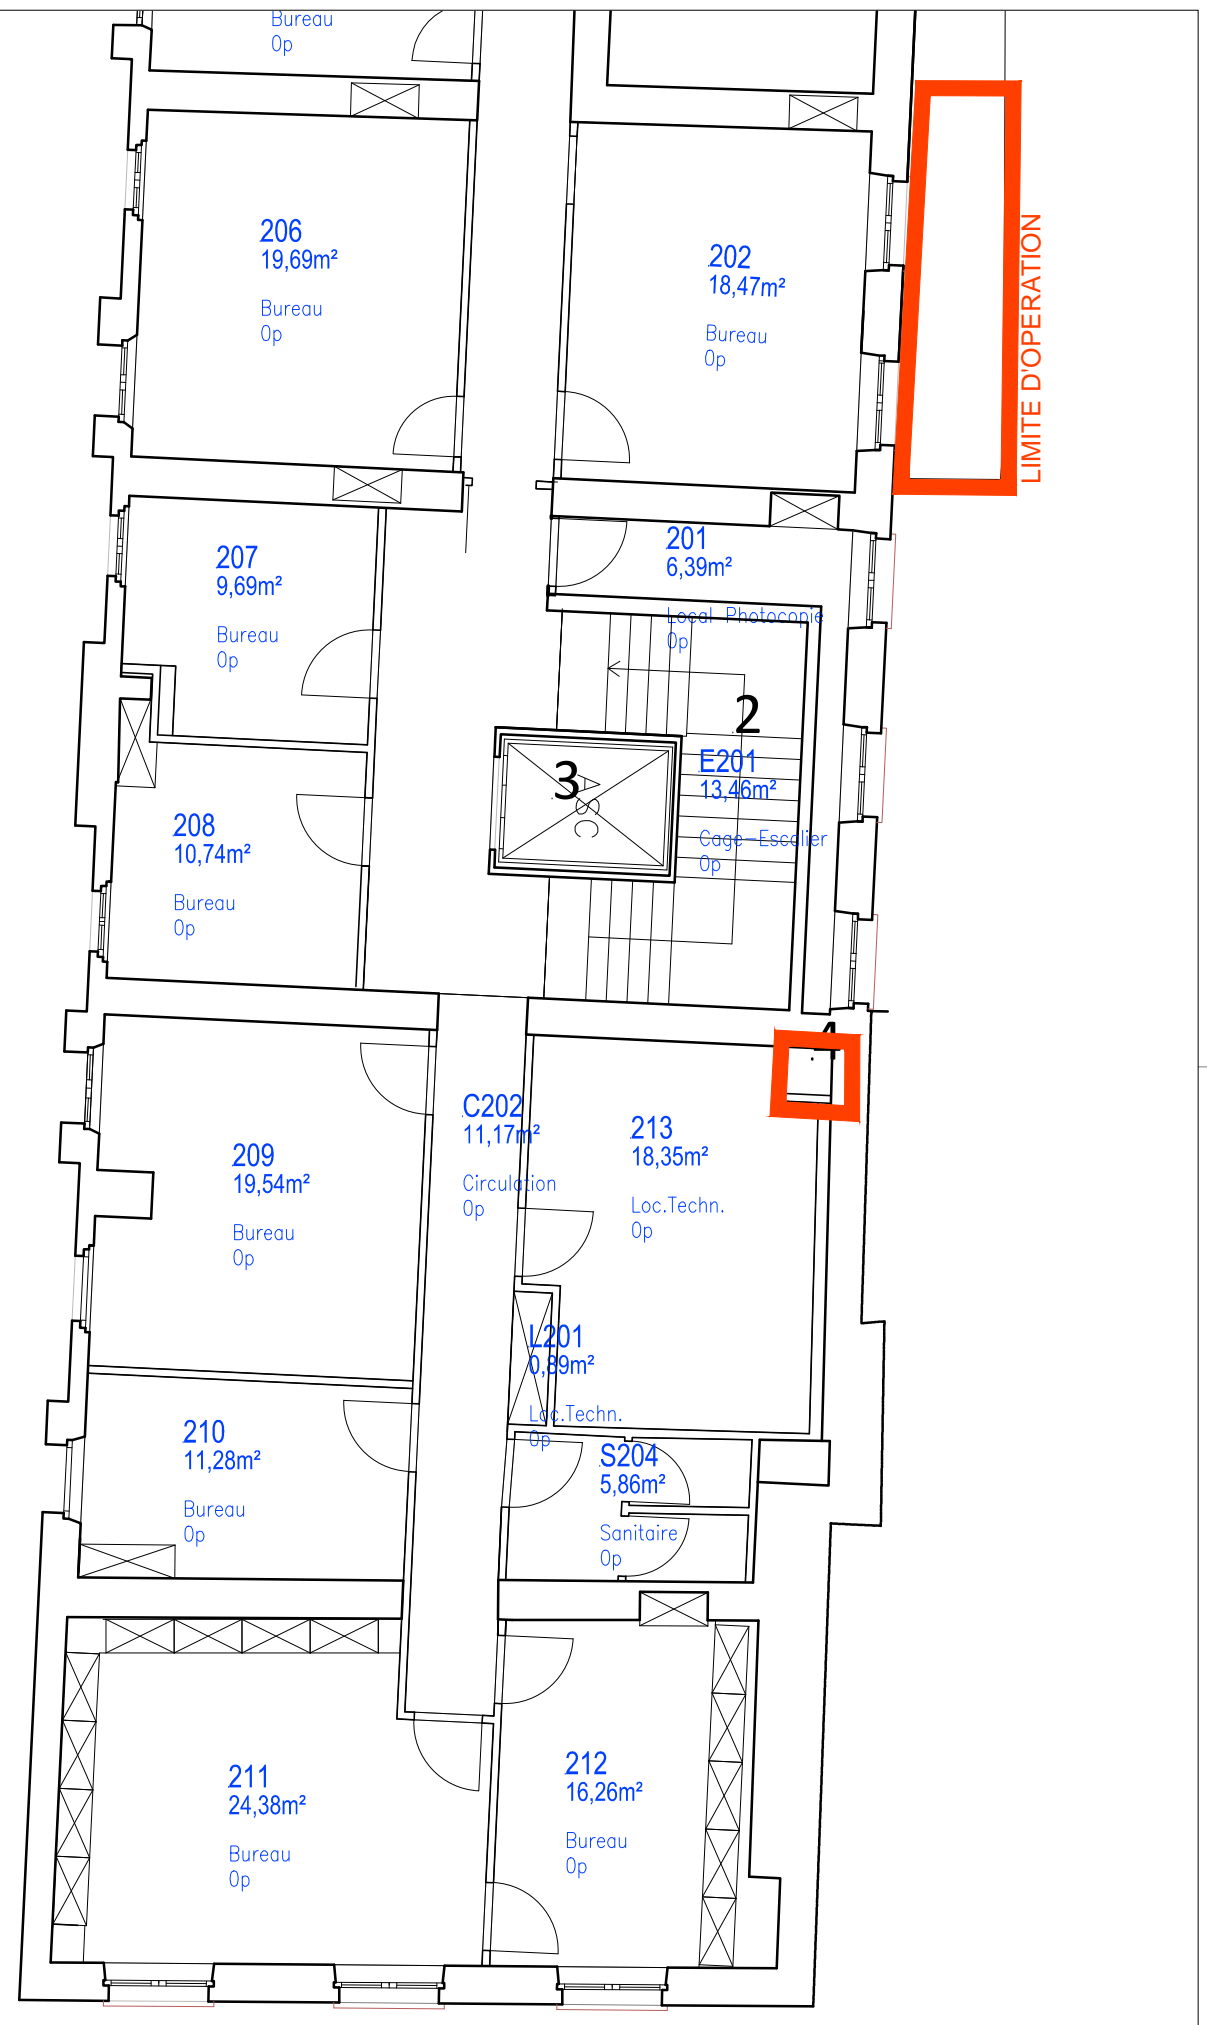 Bureau
0p
206
19,69m²
Bureau
0p
202
18,47m²
Bureau
0p
LIMITE D'OPERATION
207
9,69m²
Bureau
0p
201
6,39m²
Local Photocopie
0p
2
E201
13,46m²
Cage-Escalier
0p
3
ASC
208
10,74m²
Bureau
0p
4
209
19,54m²
Bureau
0p
C202
11,17m²
Circulation
0p
213
18,35m²
Loc.Techn.
0p
L201
0,89m²
Loc.Techn.
0p
210
11,28m²
Bureau
0p
S204
5,86m²
Sanitaire
0p
211
24,38m²
Bureau
0p
212
16,26m²
Bureau
0p